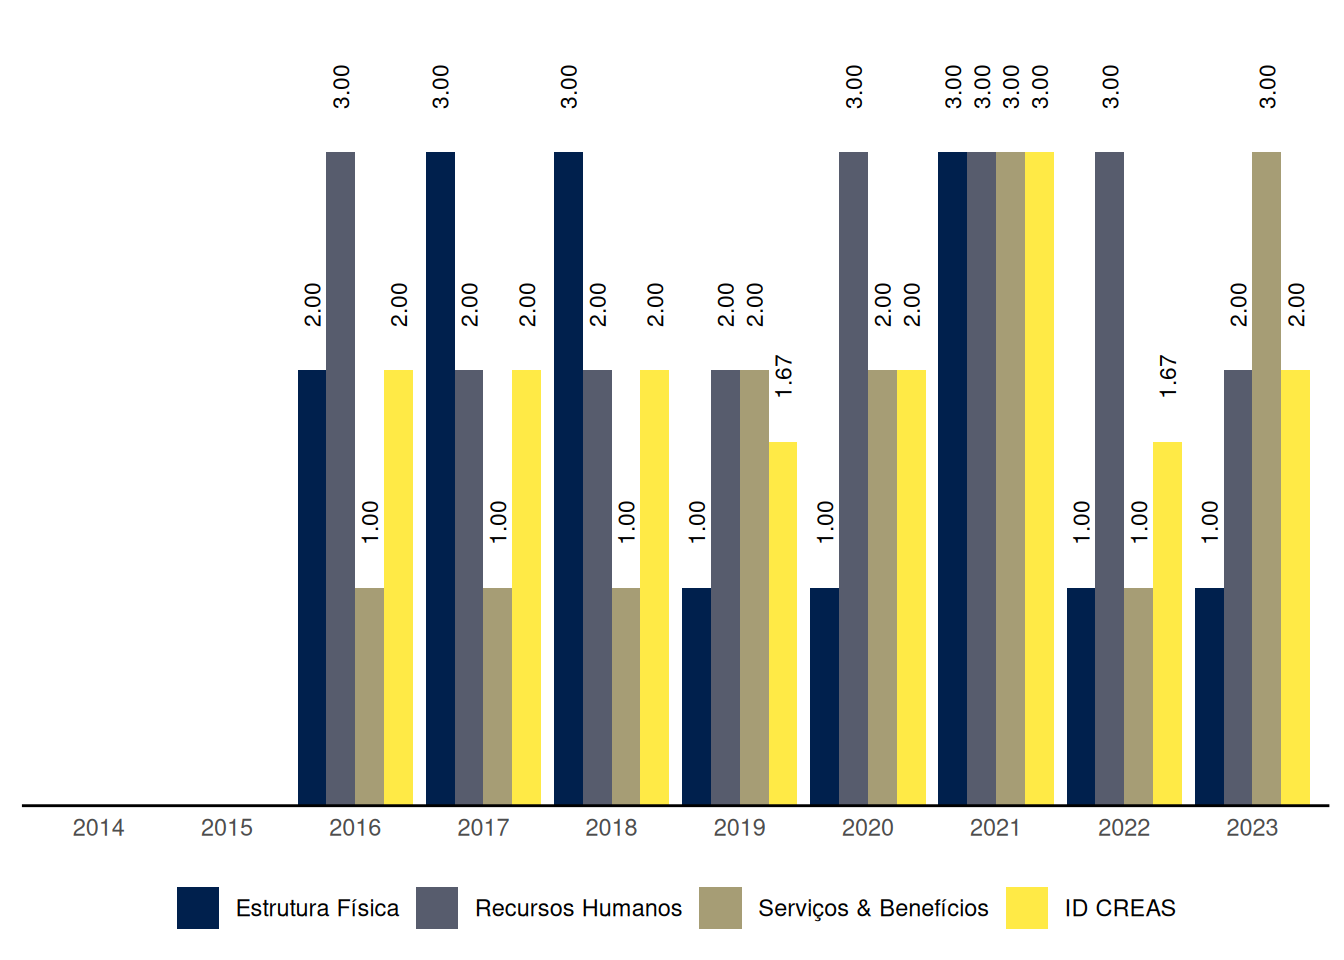 3.00 3.00 3.00 3.00 3.00 3.00 3.00 3.00 3.00 3.00
2.00 2.00 2.00 2.00 2.00 2.00 2.00 2.00 2.00 2.00 2.00 2.00
1.67 1.67
1.00 1.00 1.00 1.00 1.00 1.00 1.00 1.00
2014 2015 2016 2017 2018 2019 2020 2021 2022 2023
Estrutura Física Recursos Humanos Serviços & Benefícios ID CREAS